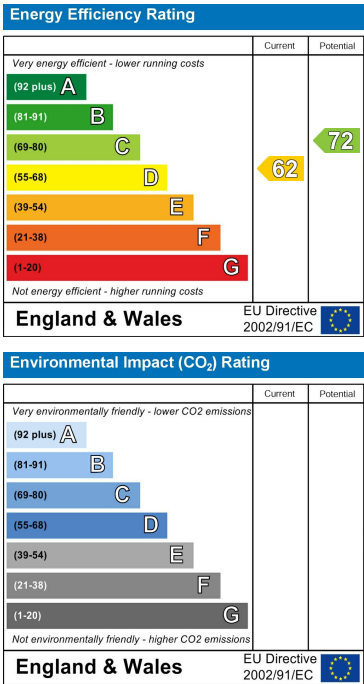 Energy Efficiency Rating
Current Potential
Very energy efficient - lower running costs
(92 plus) A
(81-91) B
(69-80) C
(55-68) D
(39-54) E
(21-38) F
(1-20) G
62
72
Not energy efficient - higher running costs
England & Wales
EU Directive
2002/91/EC
Environmental Impact (CO₂) Rating
Current Potential
Very environmentally friendly - lower CO2 emissions
(92 plus) A
(81-91) B
(69-80) C
(55-68) D
(39-54) E
(21-38) F
(1-20) G
Not environmentally friendly - higher CO2 emissions
England & Wales
EU Directive
2002/91/EC